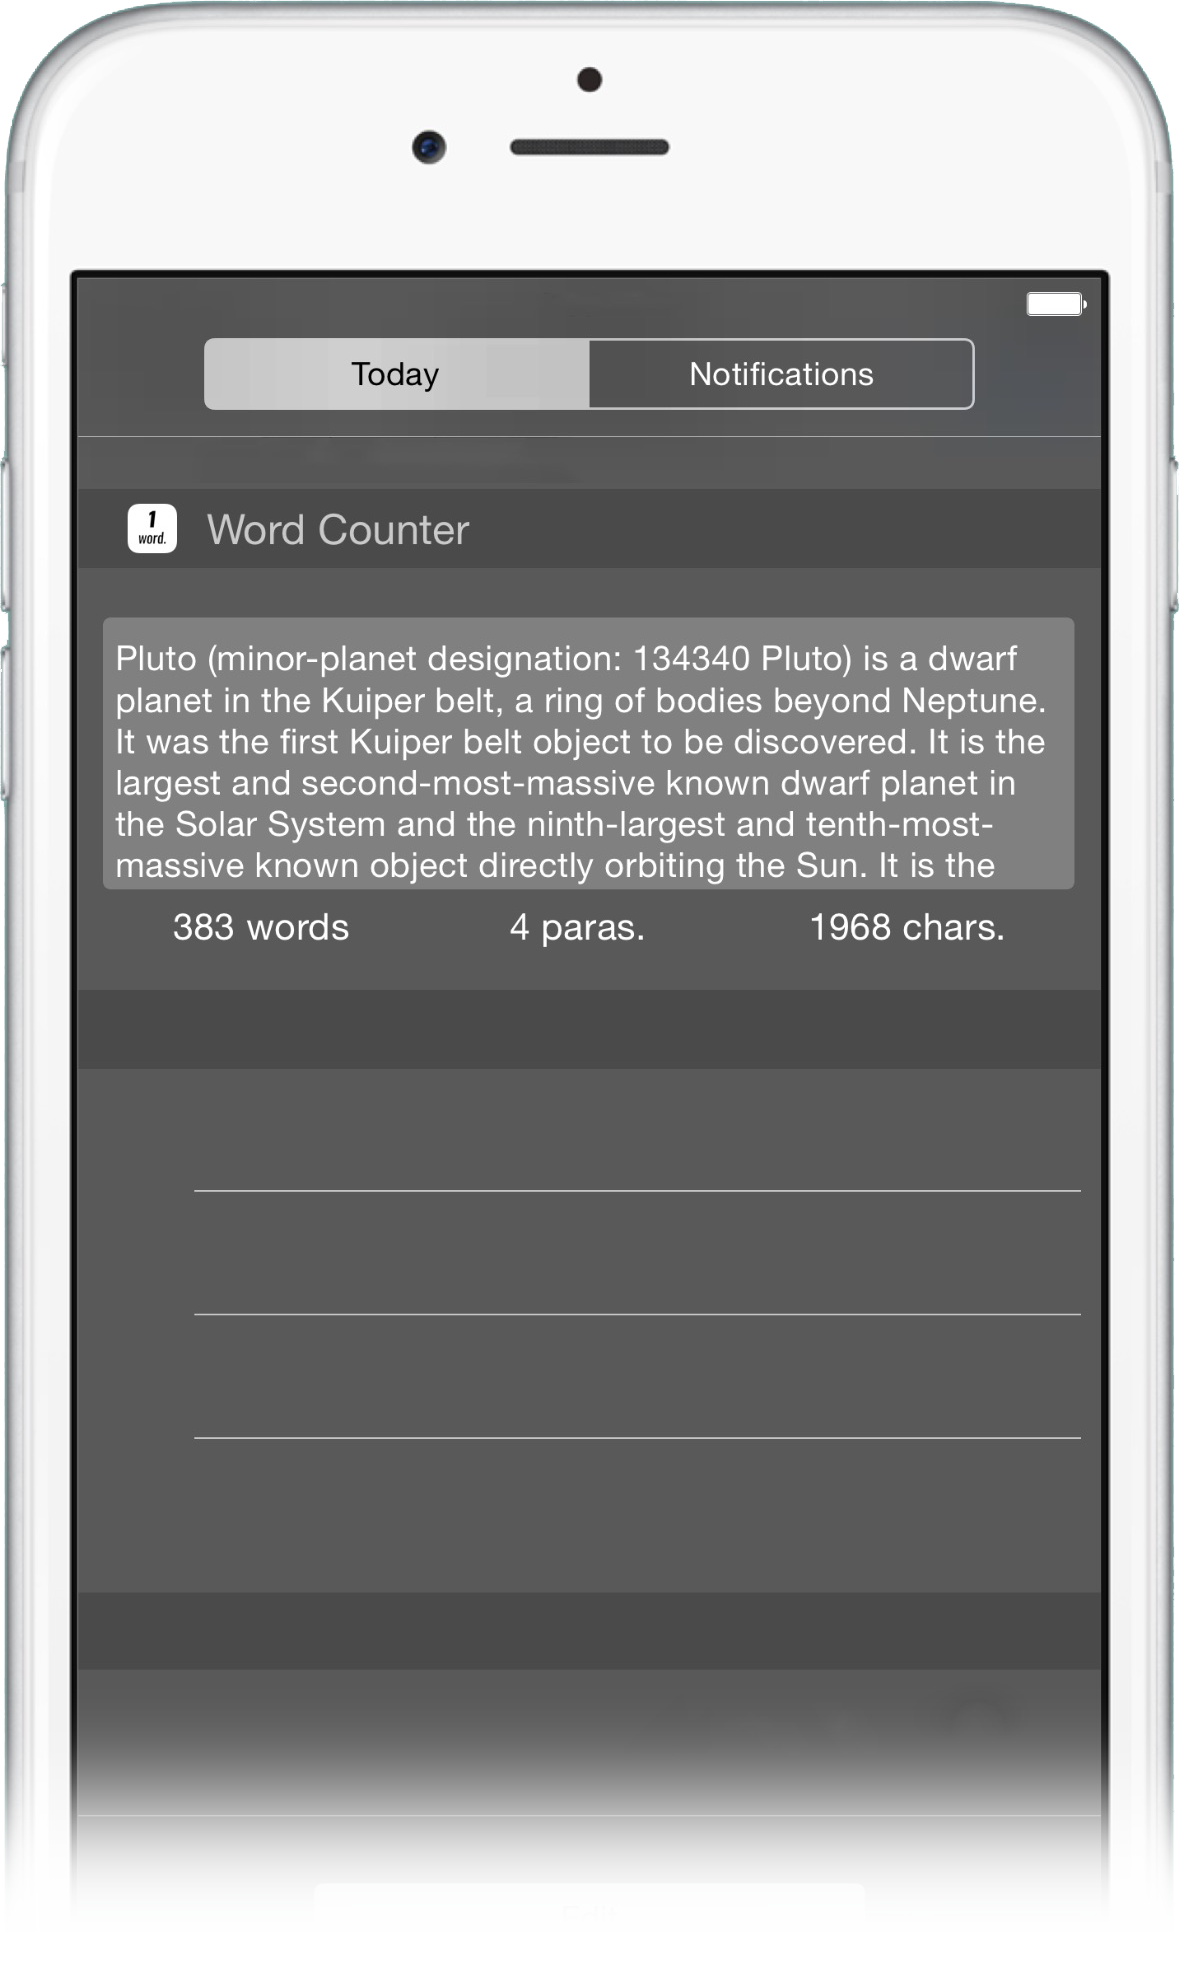 Today
Notifications
1
word.
Word Counter
Pluto (minor-planet designation: 134340 Pluto) is a dwarf
planet in the Kuiper belt, a ring of bodies beyond Neptune.
It was the first Kuiper belt object to be discovered. It is the
largest and second-most-massive known dwarf planet in
the Solar System and the ninth-largest and tenth-most-
massive known object directly orbiting the Sun. It is the
383 words
4 paras.
1968 chars.